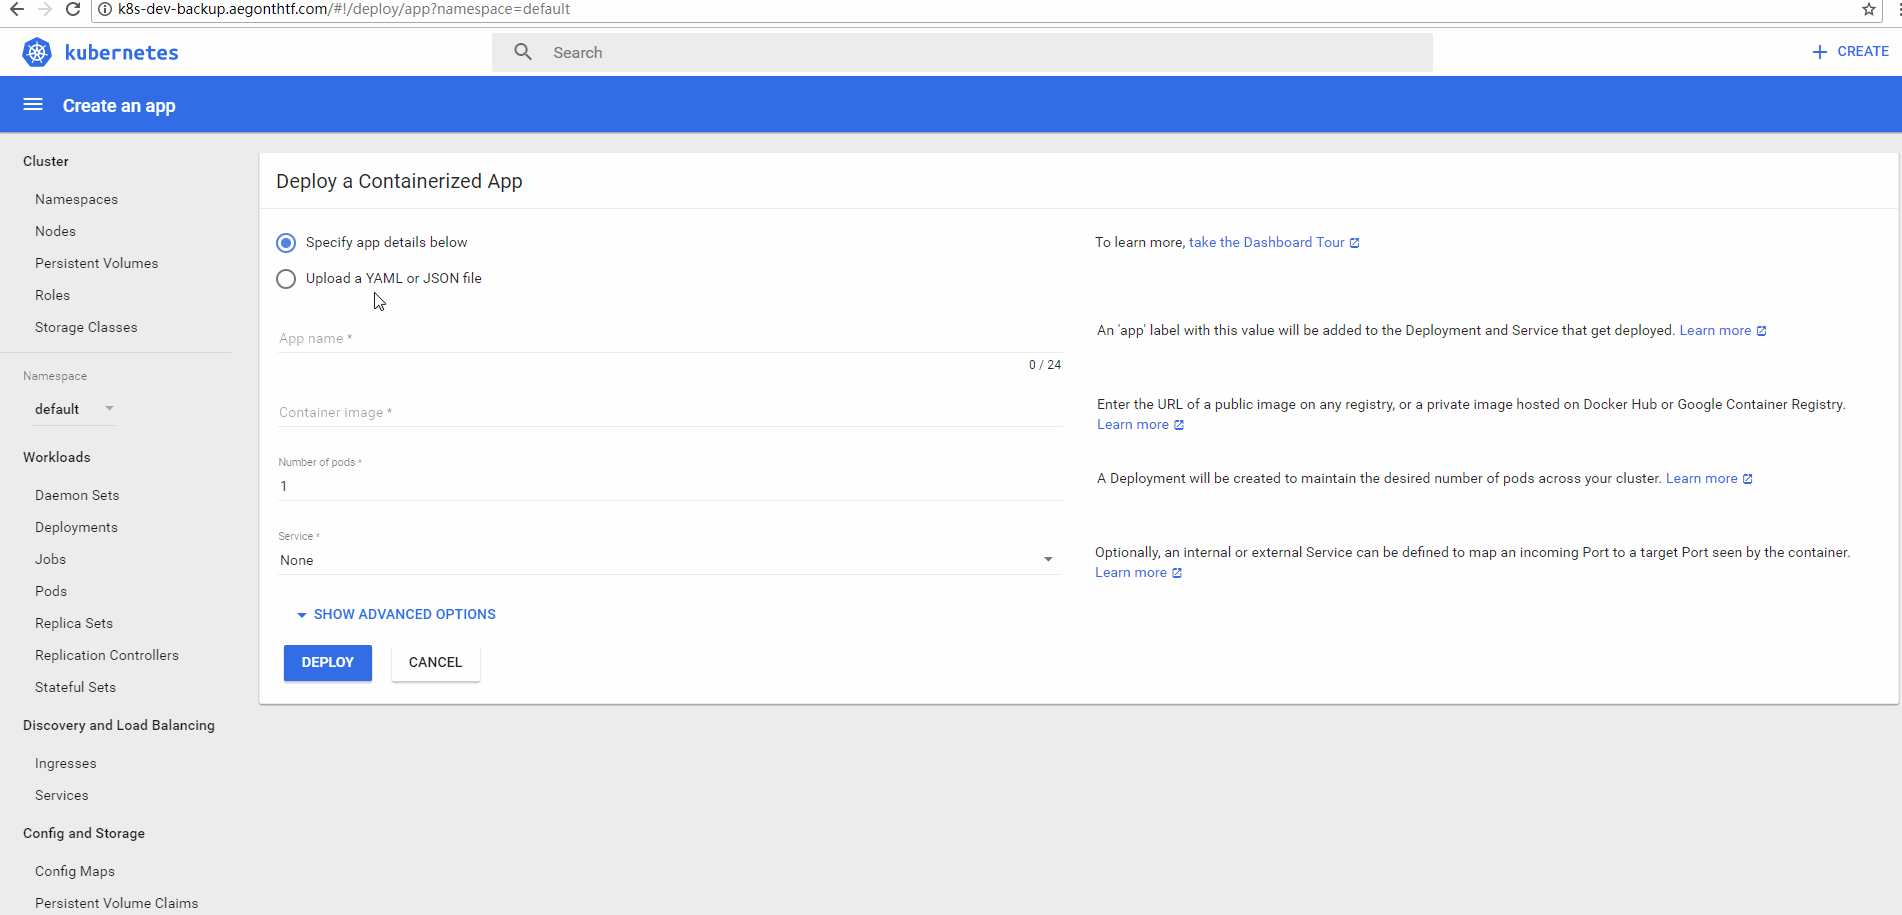 k8s-dev-backup.aegonthtf.com/#!/deploy/app?namespace=default
kubernetes
Search
CREATE
Create an app
Cluster
Namespaces
Nodes
Persistent Volumes
Roles
Storage Classes
Namespace
default
Workloads
Daemon Sets
Deployments
Jobs
Pods
Replica Sets
Replication Controllers
Stateful Sets
Discovery and Load Balancing
Ingresses
Services
Config and Storage
Config Maps
Persistent Volume Claims
Deploy a Containerized App
Specify app details below
To learn more, take the Dashboard Tour
Upload a YAML or JSON file
App name *
An 'app' label with this value will be added to the Deployment and Service that get deployed. Learn more
0 / 24
Container image *
Enter the URL of a public image on any registry, or a private image hosted on Docker Hub or Google Container Registry.
Learn more
Number of pods *
1
A Deployment will be created to maintain the desired number of pods across your cluster. Learn more
Service *
None
Optionally, an internal or external Service can be defined to map an incoming Port to a target Port seen by the container.
Learn more
SHOW ADVANCED OPTIONS
DEPLOY
CANCEL